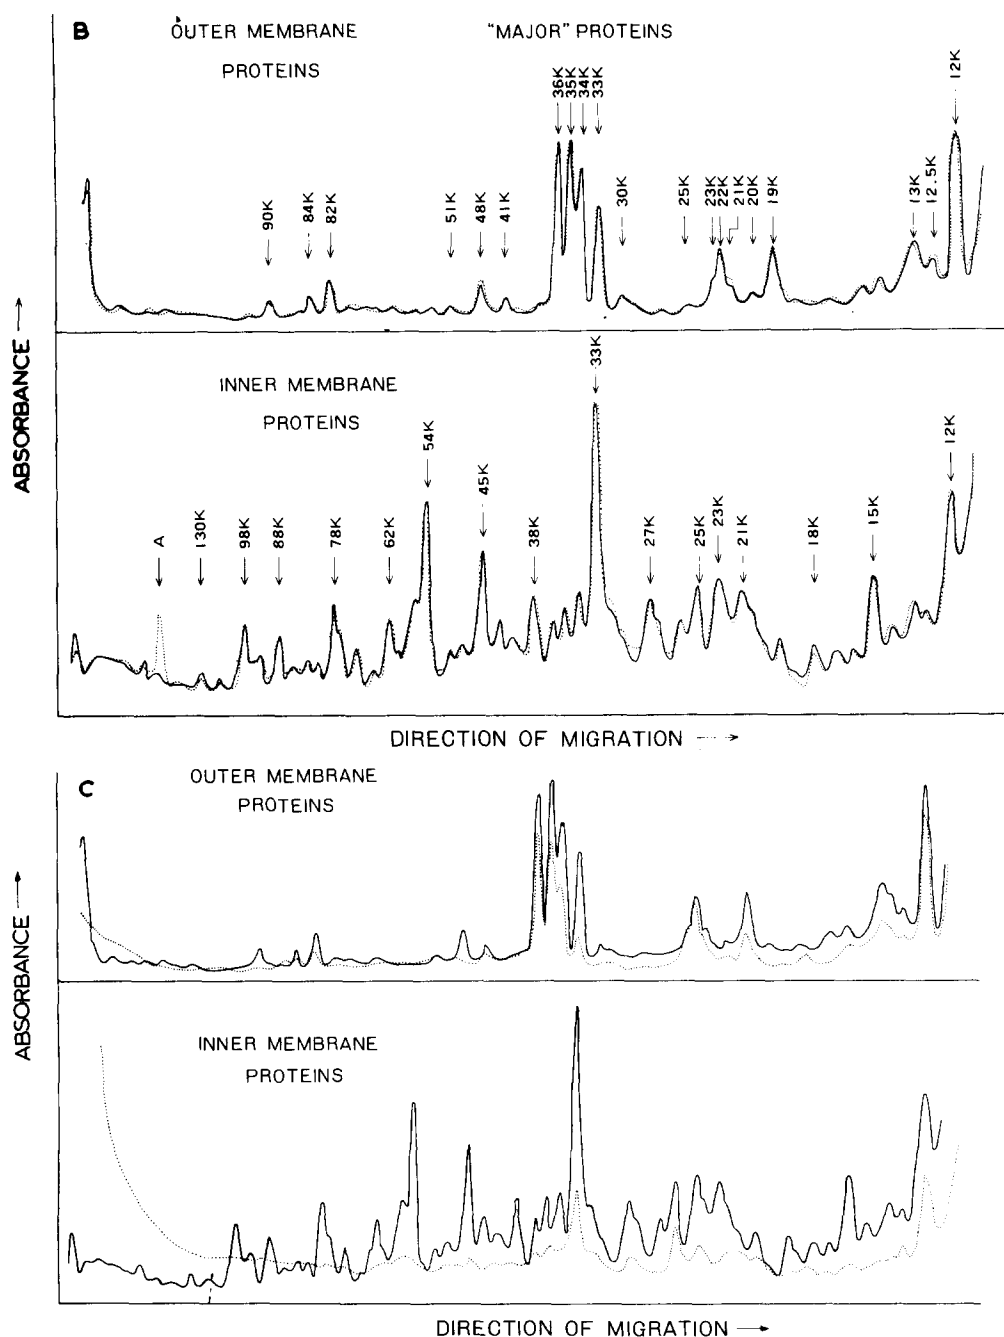 B
OUTER MEMBRANE
PROTEINS
"MAJOR" PROTEINS
90K
84K
82K
51K
48K
41K
36K
35K
34K
33K
30K
25K
23K
22K
21K
20K
19K
13K
12.5K
12K
INNER MEMBRANE
PROTEINS
A
130K
98K
88K
78K
62K
54K
45K
38K
33K
27K
25K
23K
21K
18K
15K
12K
ABSORBANCE
DIRECTION OF MIGRATION
C
OUTER MEMBRANE
PROTEINS
INNER MEMBRANE
PROTEINS
ABSORBANCE
DIRECTION OF MIGRATION